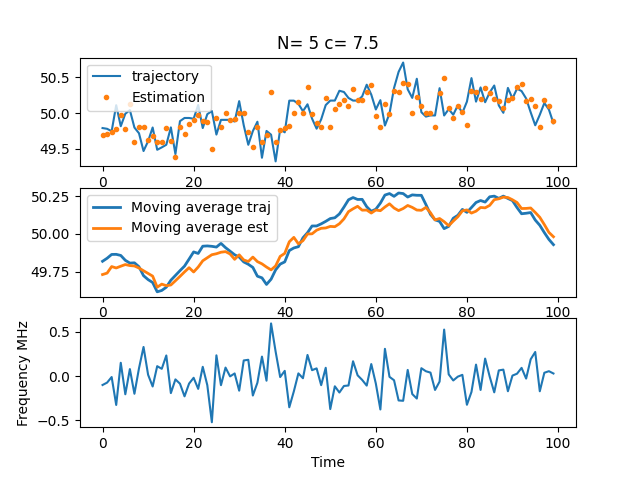 N= 5 c= 7.5
50.5
50.0
49.5
trajectory
Estimation
0 20 40 60 80 100
50.25
50.00
49.75
Moving average traj
Moving average est
0 20 40 60 80 100
0.5
0.0
−0.5
Frequency MHz
0 20 40 60 80 100
Time